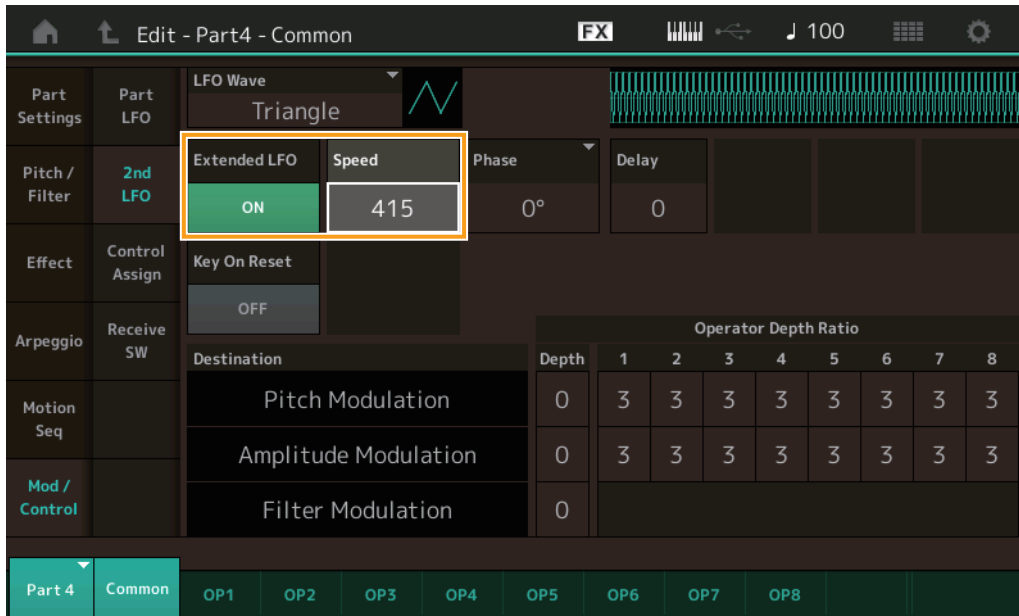 Edit - Part4 - Common FX 100
Part Settings
Pitch / Filter
Effect
Arpeggio
Motion Seq
Mod / Control
Part LFO
2nd LFO
Control Assign
Receive SW
LFO Wave
Triangle
Extended LFO Speed Phase Delay
ON 415 0° 0
Key On Reset
OFF
Operator Depth Ratio
Destination Depth 1 2 3 4 5 6 7 8
Pitch Modulation 0 3 3 3 3 3 3 3 3
Amplitude Modulation 0 3 3 3 3 3 3 3 3
Filter Modulation 0
Part 4 Common OP1 OP2 OP3 OP4 OP5 OP6 OP7 OP8